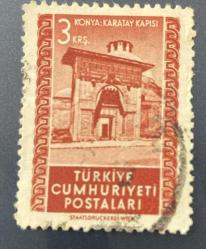 KONYA: KARATAY KAPISI
3 KRŞ.
TÜRKİYE
CUMHURİYETİ
POSTALARI
STAATSDRUCKEREI WIEN